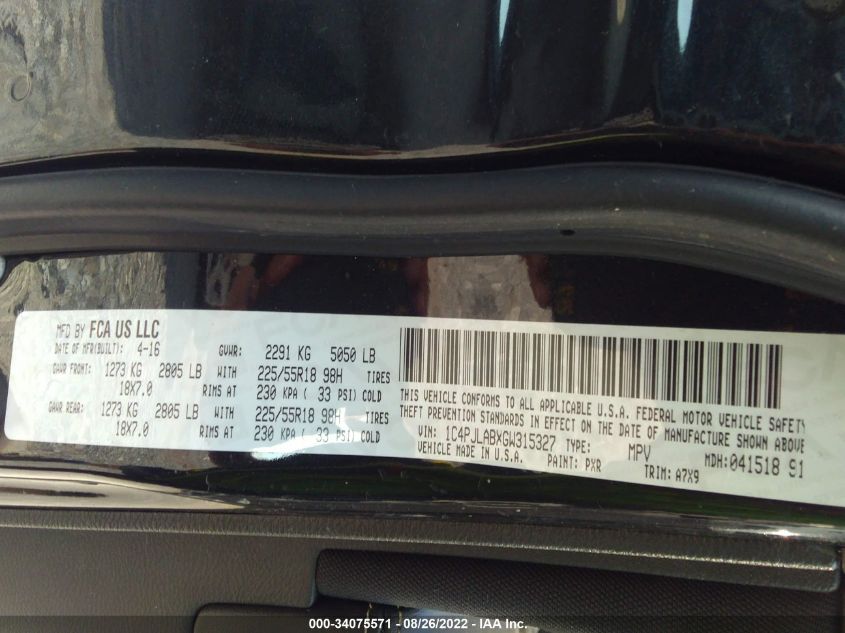 MFD BY FCA US LLC
DATE OF MFR(BUILT): 4-16 GVWR: 2291 KG 5050 LB
GAWR FRONT: 1273 KG 2805 LB WITH 225/55R18 98H TIRES
18X7.0 RIMS AT 230 KPA ( 33 PSI) COLD
GAWR REAR: 1273 KG 2805 LB WITH 225/55R18 98H TIRES
18X7.0 RIMS AT 230 KPA ( 33 PSI) COLD
THIS VEHICLE CONFORMS TO ALL APPLICABLE U.S.A. FEDERAL MOTOR VEHICLE SAFETY
THEFT PREVENTION STANDARDS IN EFFECT ON THE DATE OF MANUFACTURE SHOWN ABOVE
VIN: 1C4PJLABXGW315327 TYPE: MPV MDH: 041518 91
VEHICLE MADE IN U.S.A. PAINT: PXR TRIM: A7X9
000-34075571 - 08/26/2022 - IAA Inc.